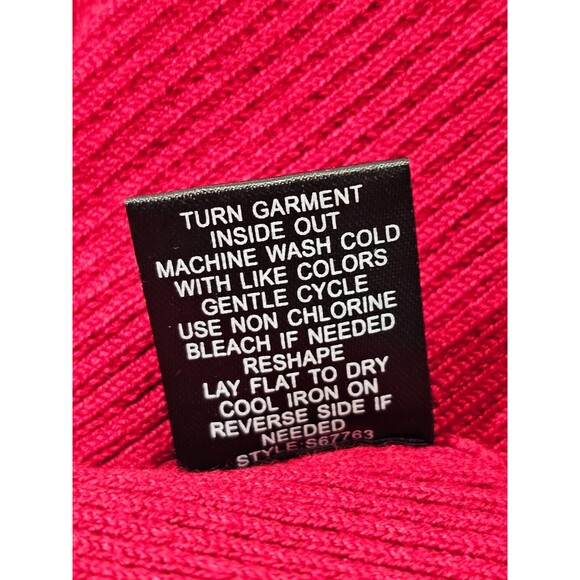 TURN GARMENT
INSIDE OUT
MACHINE WASH COLD
WITH LIKE COLORS
GENTLE CYCLE
USE NON CHLORINE
BLEACH IF NEEDED
RESHAPE
LAY FLAT TO DRY
COOL IRON ON
REVERSE SIDE IF
NEEDED
STYLE:S67763